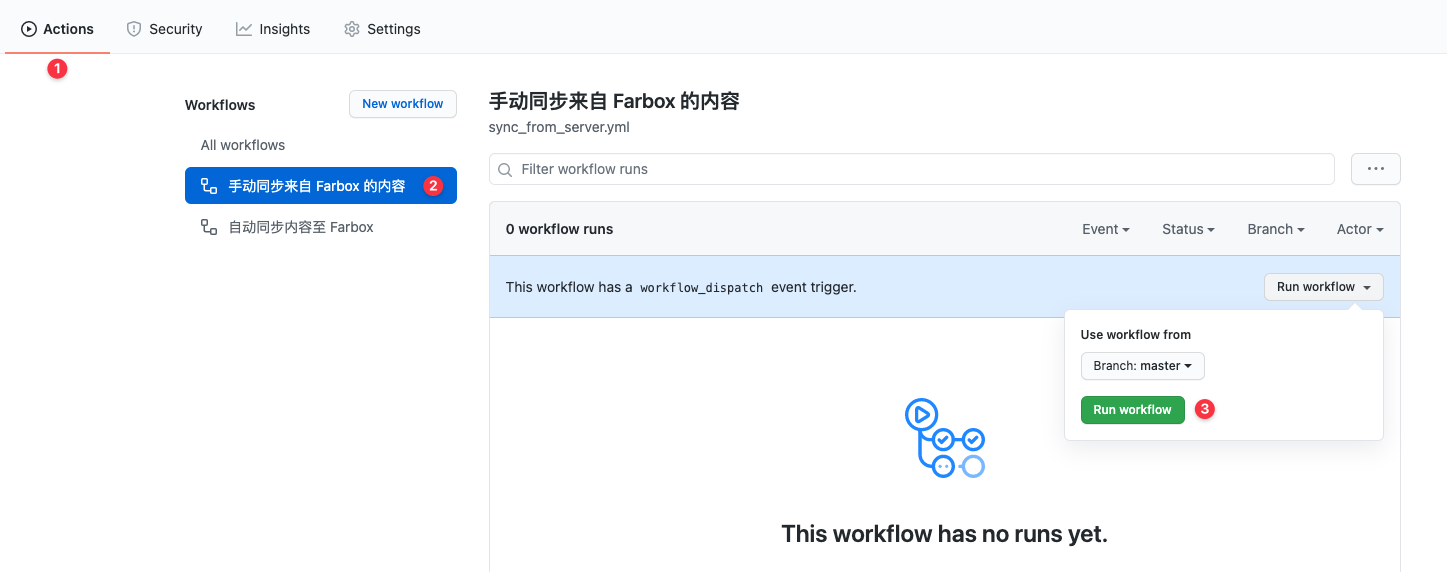 Actions Security Insights Settings
1
Workflows New workflow
All workflows
手动同步来自 Farbox 的内容 2
自动同步内容至 Farbox
手动同步来自 Farbox 的内容
sync_from_server.yml
Filter workflow runs ...
0 workflow runs Event Status Branch Actor
This workflow has a workflow_dispatch event trigger. Run workflow
Use workflow from
Branch: master
Run workflow 3
This workflow has no runs yet.